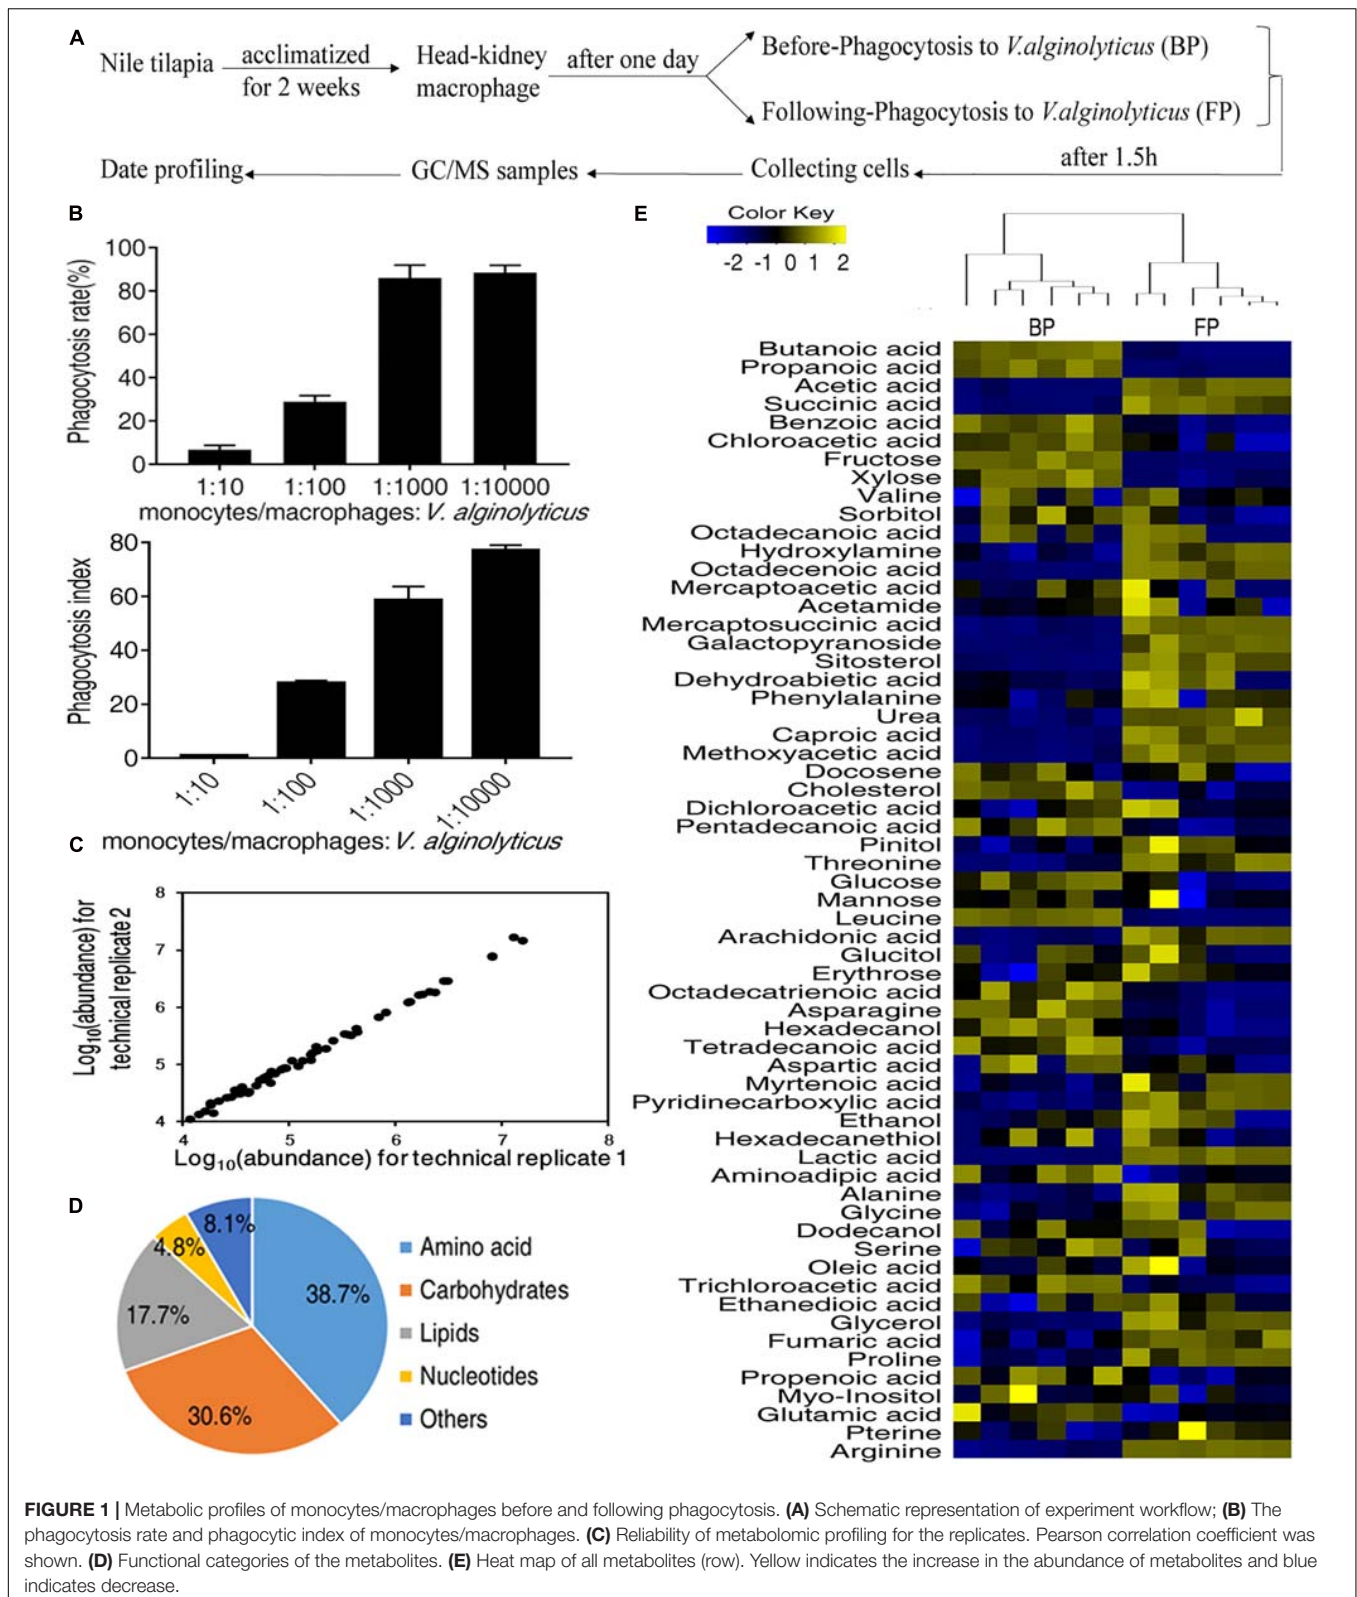 A
Nile tilapia
acclimatized
for 2 weeks
Head-kidney
macrophage
after one day
Before-Phagocytosis to V.alginolyticus (BP)
Following-Phagocytosis to V.alginolyticus (FP)
after 1.5h
Date profiling
GC/MS samples
Collecting cells
B
Phagocytosis rate(%)
100
80
60
40
20
0
1:10 1:100 1:1000 1:10000
monocytes/macrophages: V. alginolyticus
Phagocytosis index
80
60
40
20
0
1:10 1:100 1:1000 1:10000
monocytes/macrophages: V. alginolyticus
C
Log10(abundance) for
technical replicate 2
8
7
6
5
4
4 5 6 7 8
Log10(abundance) for technical replicate 1
D
8.1%
4.8%
38.7%
17.7%
30.6%
Amino acid
Carbohydrates
Lipids
Nucleotides
Others
E
Color Key
-2 -1 0 1 2
BP FP
Butanoic acid
Propanoic acid
Acetic acid
Succinic acid
Benzoic acid
Chloroacetic acid
Fructose
Xylose
Valine
Sorbitol
Octadecanoic acid
Hydroxylamine
Octadecenoic acid
Mercaptoacetic acid
Acetamide
Mercaptosuccinic acid
Galactopyranoside
Sitosterol
Dehydroabietic acid
Phenylalanine
Urea
Caproic acid
Methoxyacetic acid
Docosene
Cholesterol
Dichloroacetic acid
Pentadecanoic acid
Pinitol
Threonine
Glucose
Mannose
Leucine
Arachidonic acid
Glucitol
Erythrose
Octadecatrienoic acid
Asparagine
Hexadecanol
Tetradecanoic acid
Aspartic acid
Myrtenoic acid
Pyridinecarboxylic acid
Ethanol
Hexadecanethiol
Lactic acid
Aminoadipic acid
Alanine
Glycine
Dodecanol
Serine
Oleic acid
Trichloroacetic acid
Ethanedioic acid
Glycerol
Fumaric acid
Proline
Propenoic acid
Myo-Inositol
Glutamic acid
Pterine
Arginine
FIGURE 1 | Metabolic profiles of monocytes/macrophages before and following phagocytosis. (A) Schematic representation of experiment workflow; (B) The
phagocytosis rate and phagocytic index of monocytes/macrophages. (C) Reliability of metabolomic profiling for the replicates. Pearson correlation coefficient was
shown. (D) Functional categories of the metabolites. (E) Heat map of all metabolites (row). Yellow indicates the increase in the abundance of metabolites and blue
indicates decrease.